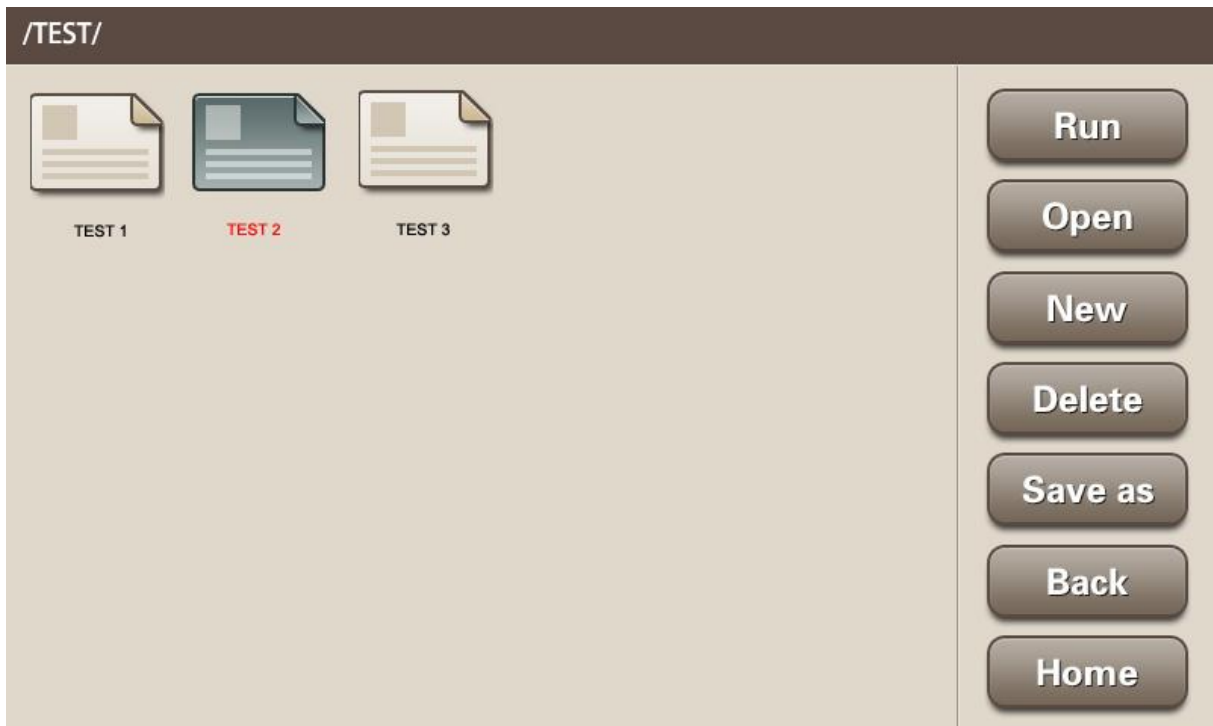 /TEST/
TEST 1
TEST 2
TEST 3
Run
Open
New
Delete
Save as
Back
Home